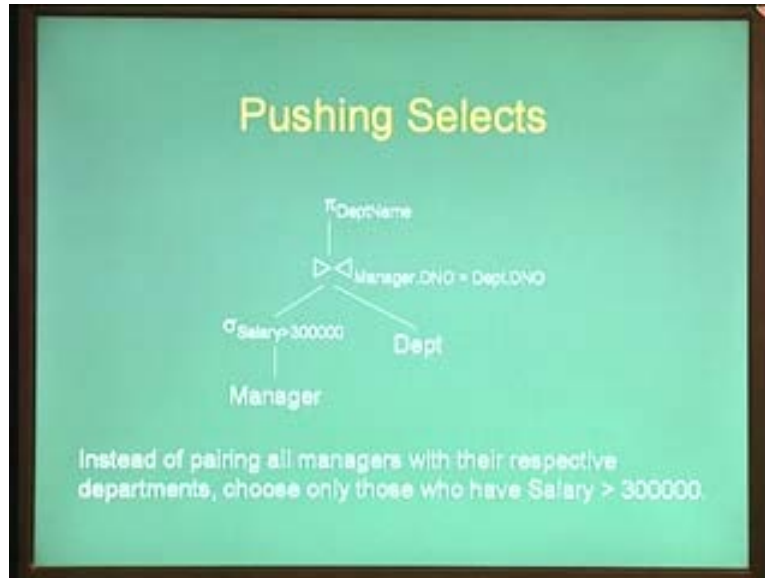 Pushing Selects
π DeptName
▷◁ Manager.DNO = Dept.DNO
σ Salary>300000
Dept
Manager
Instead of pairing all managers with their respective
departments, choose only those who have Salary > 300000.